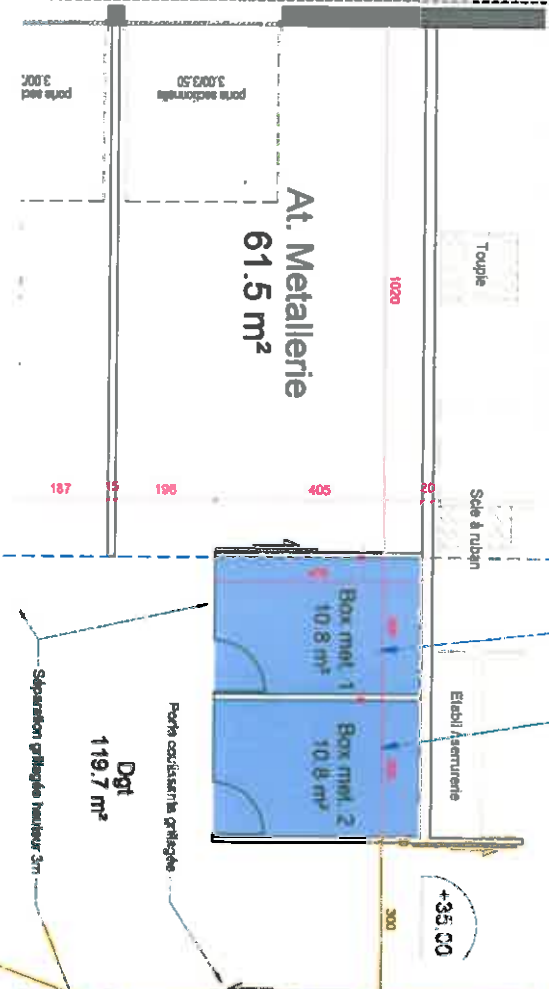 porte sect
3.00/
porte sectionnelle
3.00/3.50
At. Metallerie
61.5 m²
1020
Toupie
Scie à ruban
187
15
196
405
20
Box met. 1
10.8 m²
Box met. 2
10.8 m²
Etabli Aserrurerie
Séparation grillagée hauteur 3m
Dgt
119.7 m²
Porte coulissante grillagée
300
+35.00